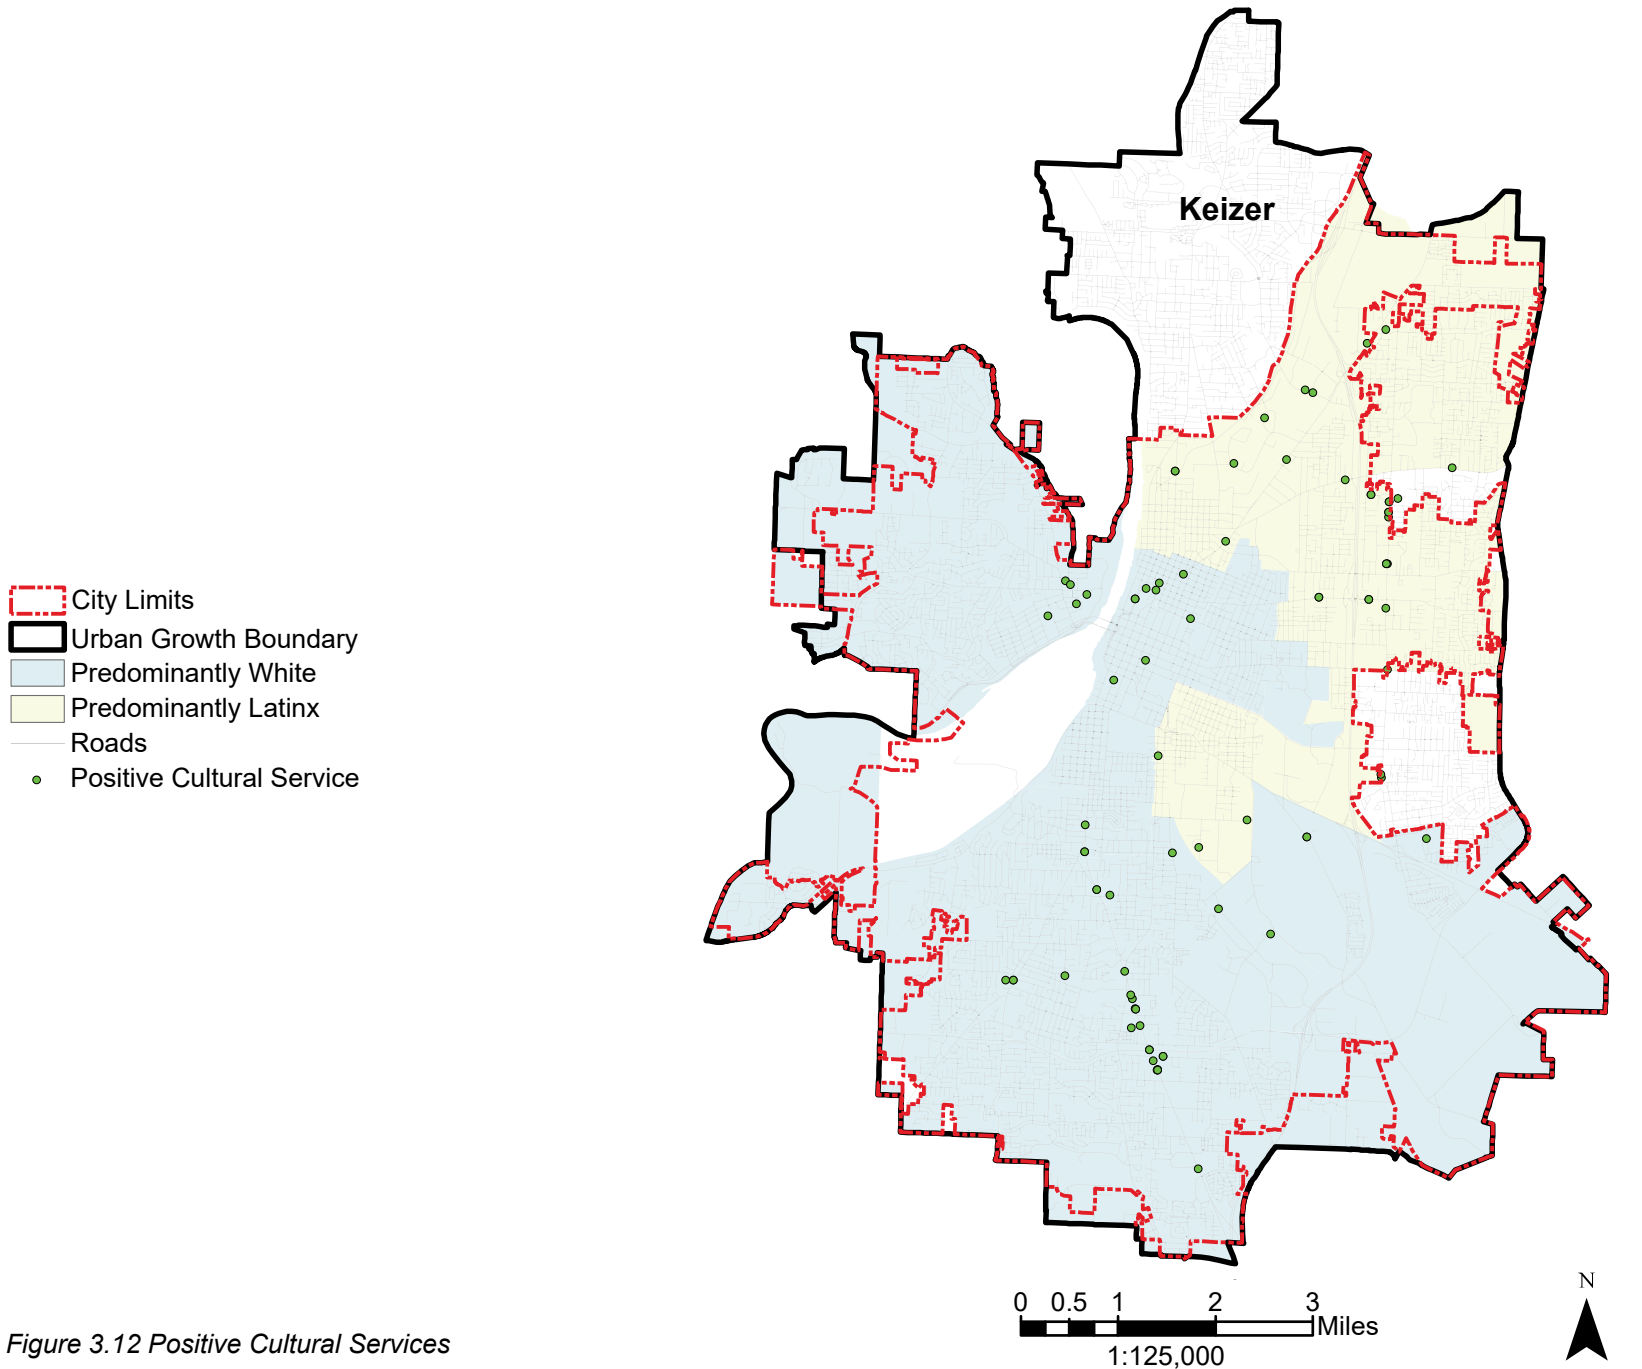 Keizer
City Limits
Urban Growth Boundary
Predominantly White
Predominantly Latinx
Roads
Positive Cultural Service
N
0 0.5 1 2 3
Miles
1:125,000
Figure 3.12 Positive Cultural Services